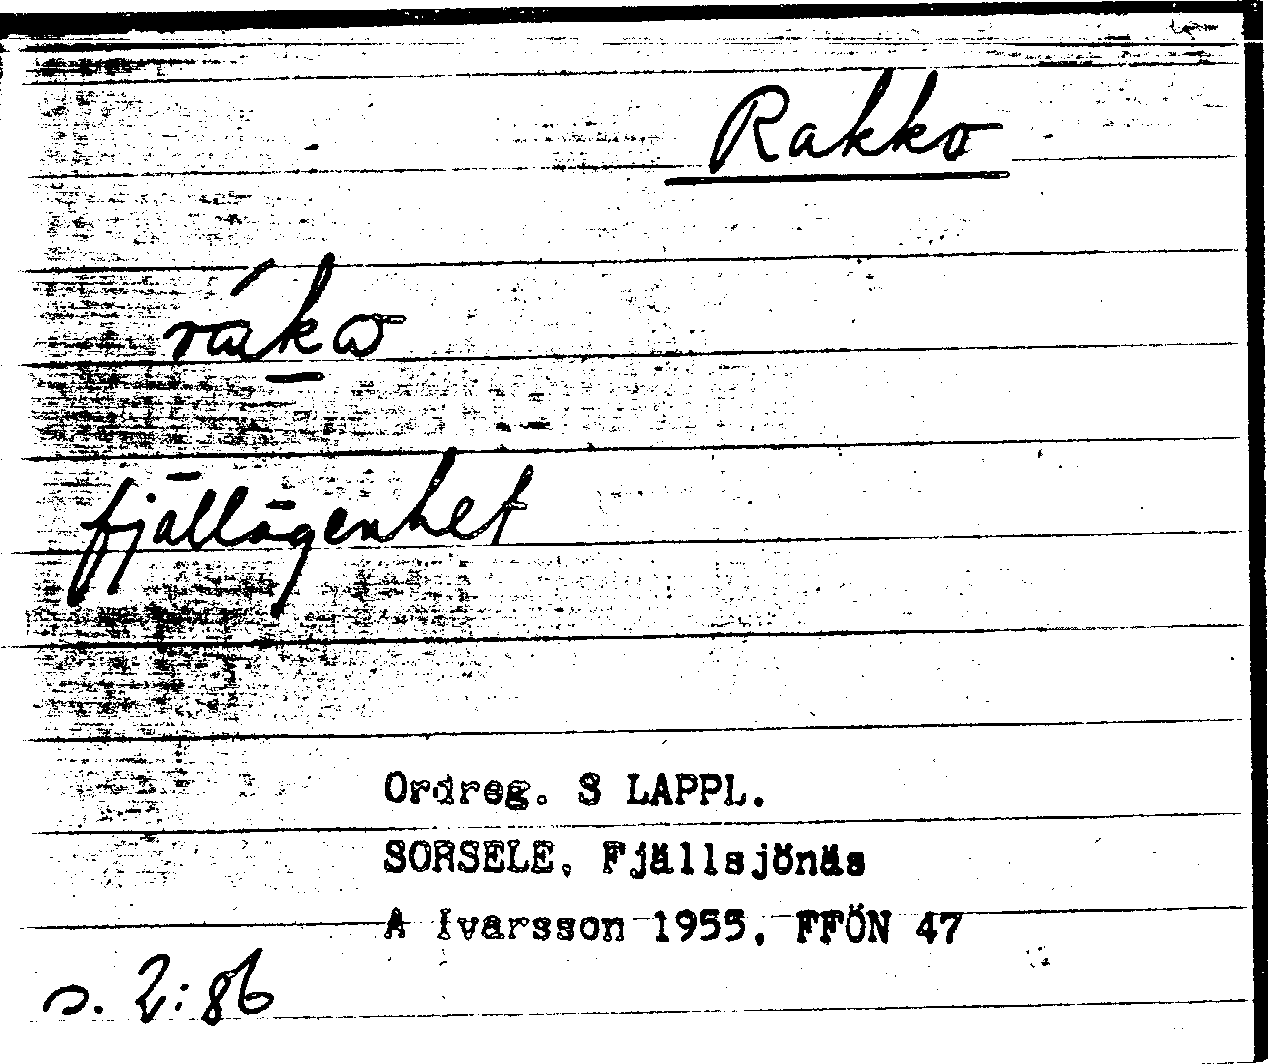 Rakko
ráko
fjällägenhet
Ordreg. S LAPPL.
SORSELE, Fjällsjönäs
A Ivarsson 1955, FFÖN 47
s. 2:86